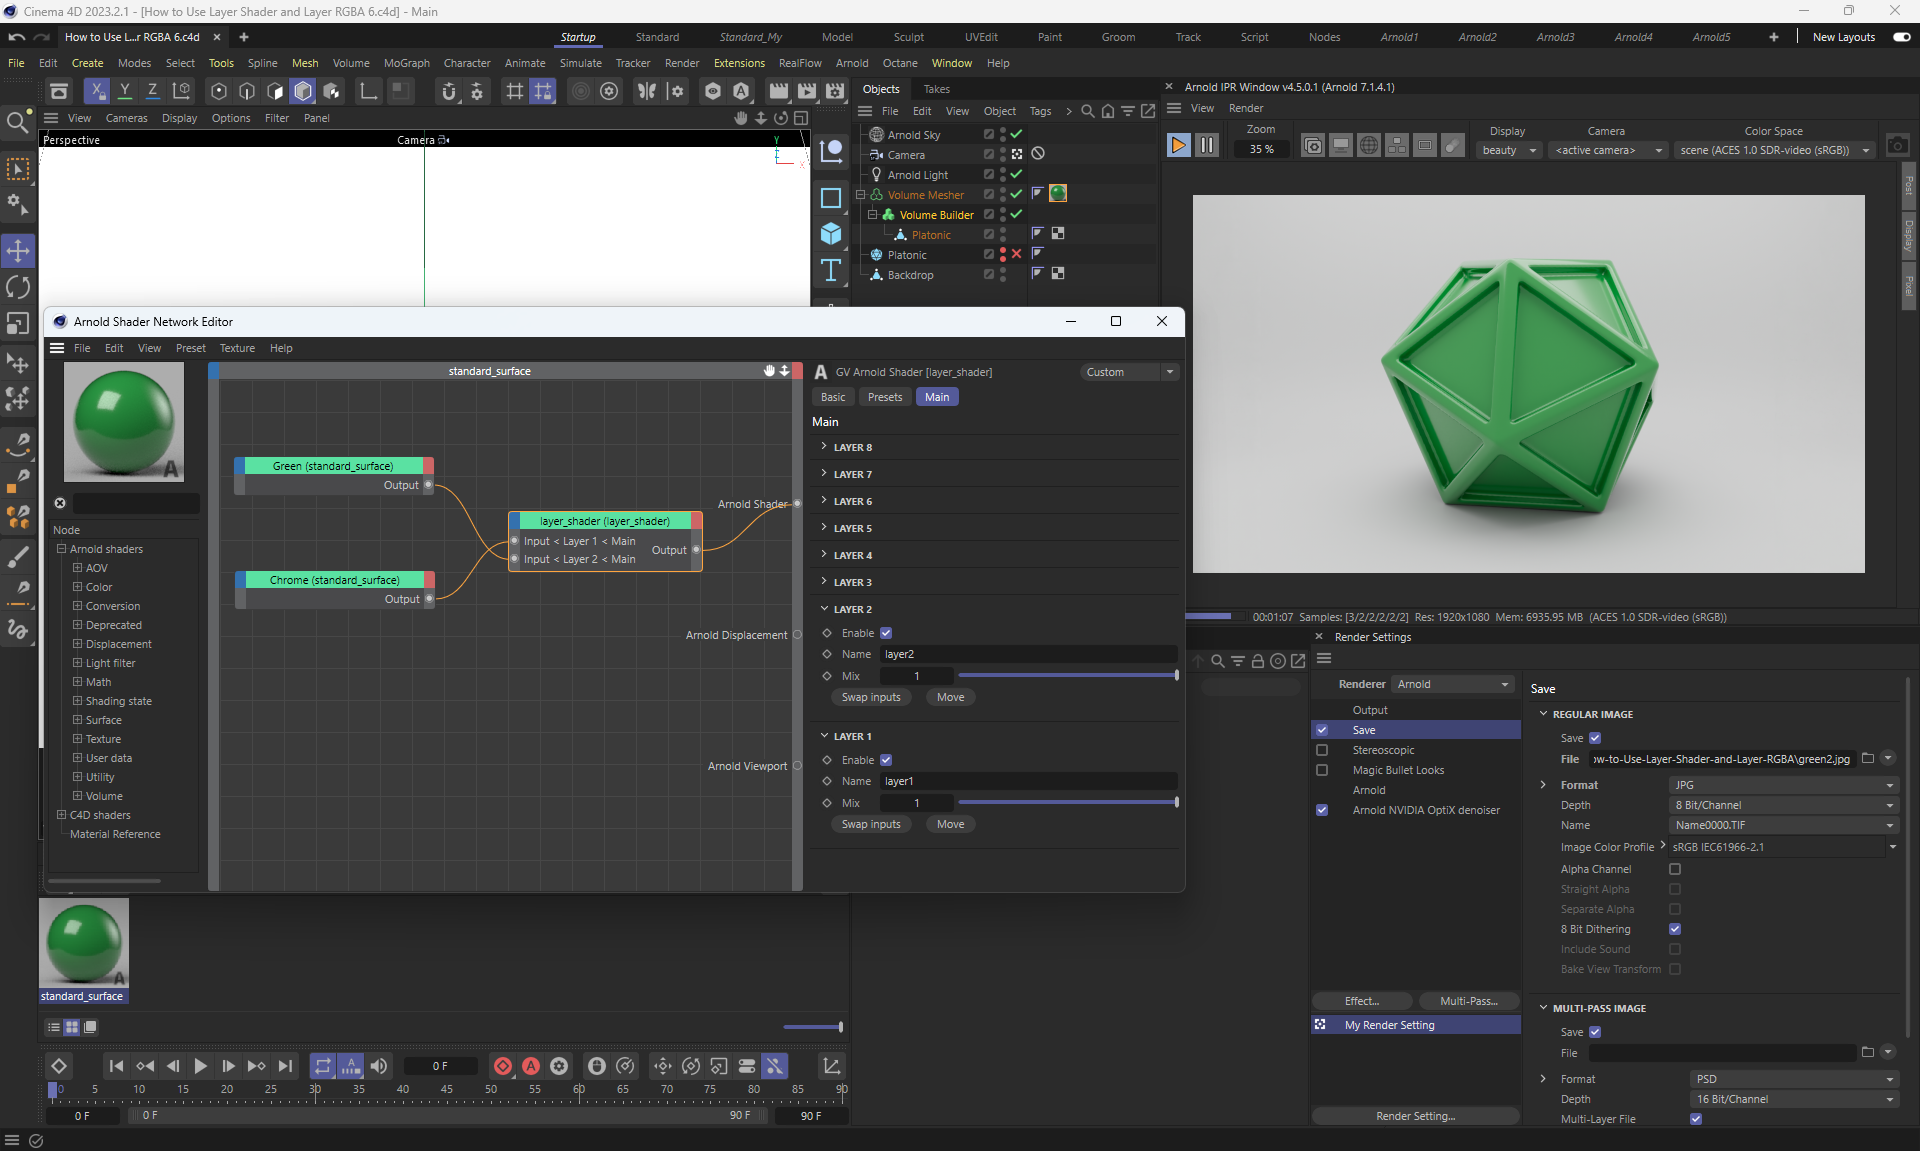 Cinema 4D 2023.2.1 - [How to Use Layer Shader and Layer RGBA 6.c4d] - Main
How to Use L...r RGBA 6.c4d
Startup Standard Standard_My Model Sculpt UVEdit Paint Groom Track Script Nodes Arnold1 Arnold2 Arnold3 Arnold4 Arnold5 New Layouts
File Edit Create Modes Select Tools Spline Mesh Volume MoGraph Character Animate Simulate Tracker Render Extensions RealFlow Arnold Octane Window Help
X Y Z
Objects Takes
File Edit View Object Tags
View Cameras Display Options Filter Panel
Perspective
Camera
Y
X
Arnold Sky
Camera
Arnold Light
Volume Mesher
Volume Builder
Platonic
Platonic
Backdrop
Arnold IPR Window v4.5.0.1 (Arnold 7.1.4.1)
View Render
Zoom
35 %
Display
beauty
Camera
<active camera>
Color Space
scene (ACES 1.0 SDR-video (sRGB))
Post
Display
Pixel
00:01:07 Samples: [3/2/2/2/2/2] Res: 1920x1080 Mem: 6935.95 MB (ACES 1.0 SDR-video (sRGB))
Arnold Shader Network Editor
File Edit View Preset Texture Help
Node
Arnold shaders
AOV
Color
Conversion
Deprecated
Displacement
Light filter
Math
Shading state
Surface
Texture
User data
Utility
Volume
C4D shaders
Material Reference
standard_surface
Green (standard_surface)
Output
Chrome (standard_surface)
Output
layer_shader (layer_shader)
Input < Layer 1 < Main
Input < Layer 2 < Main
Output
Arnold Shader
Arnold Displacement
Arnold Viewport
GV Arnold Shader [layer_shader]
Custom
Basic Presets Main
Main
LAYER 8
LAYER 7
LAYER 6
LAYER 5
LAYER 4
LAYER 3
LAYER 2
Enable
Name layer2
Mix 1
Swap inputs Move
LAYER 1
Enable
Name layer1
Mix 1
Swap inputs Move
standard_surface
Render Settings
Renderer Arnold
Output
Save
Stereoscopic
Magic Bullet Looks
Arnold
Arnold NVIDIA OptiX denoiser
Effect... Multi-Pass...
My Render Setting
Render Setting...
Save
REGULAR IMAGE
Save
File ow-to-Use-Layer-Shader-and-Layer-RGBA\green2.jpg
Format JPG
Depth 8 Bit/Channel
Name Name0000.TIF
Image Color Profile sRGB IEC61966-2.1
Alpha Channel
Straight Alpha
Separate Alpha
8 Bit Dithering
Include Sound
Bake View Transform
MULTI-PASS IMAGE
Save
File
Format PSD
Depth 16 Bit/Channel
Multi-Layer File
0 F
0 5 10 15 20 25 30 35 40 45 50 55 60 65 70 75 80 85 90
0 F 0 F 90 F 90 F